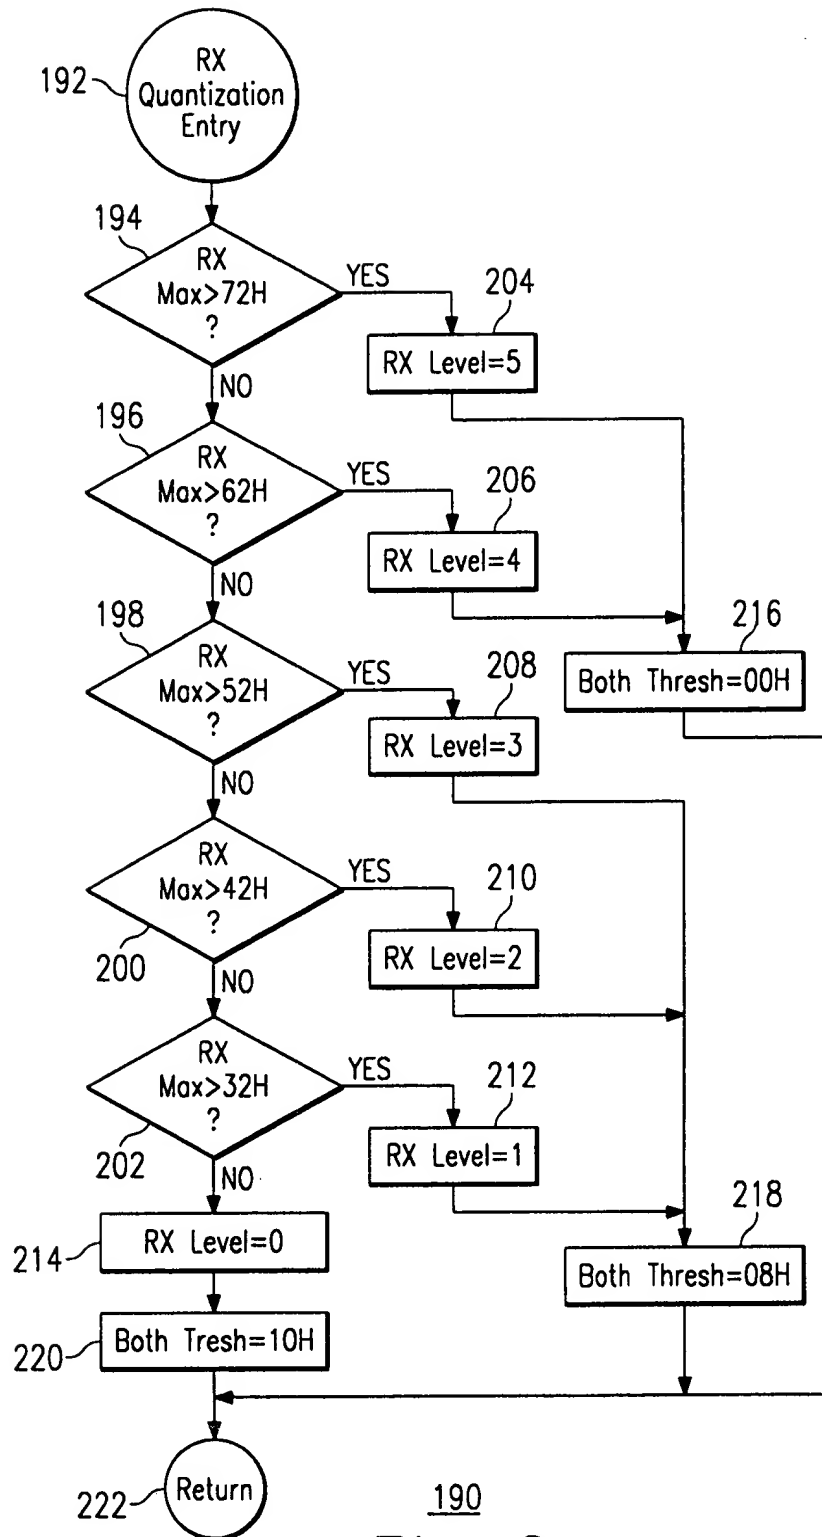 192
RX
Quantization
Entry
194
RX
Max>72H
?
YES
204
RX Level=5
NO
196
RX
Max>62H
?
YES
206
RX Level=4
NO
198
RX
Max>52H
?
YES
208
RX Level=3
216
Both Thresh=00H
NO
RX
Max>42H
?
200
YES
210
RX Level=2
NO
RX
Max>32H
?
202
YES
212
RX Level=1
NO
214
RX Level=0
218
Both Thresh=08H
220
Both Tresh=10H
222
Return
190